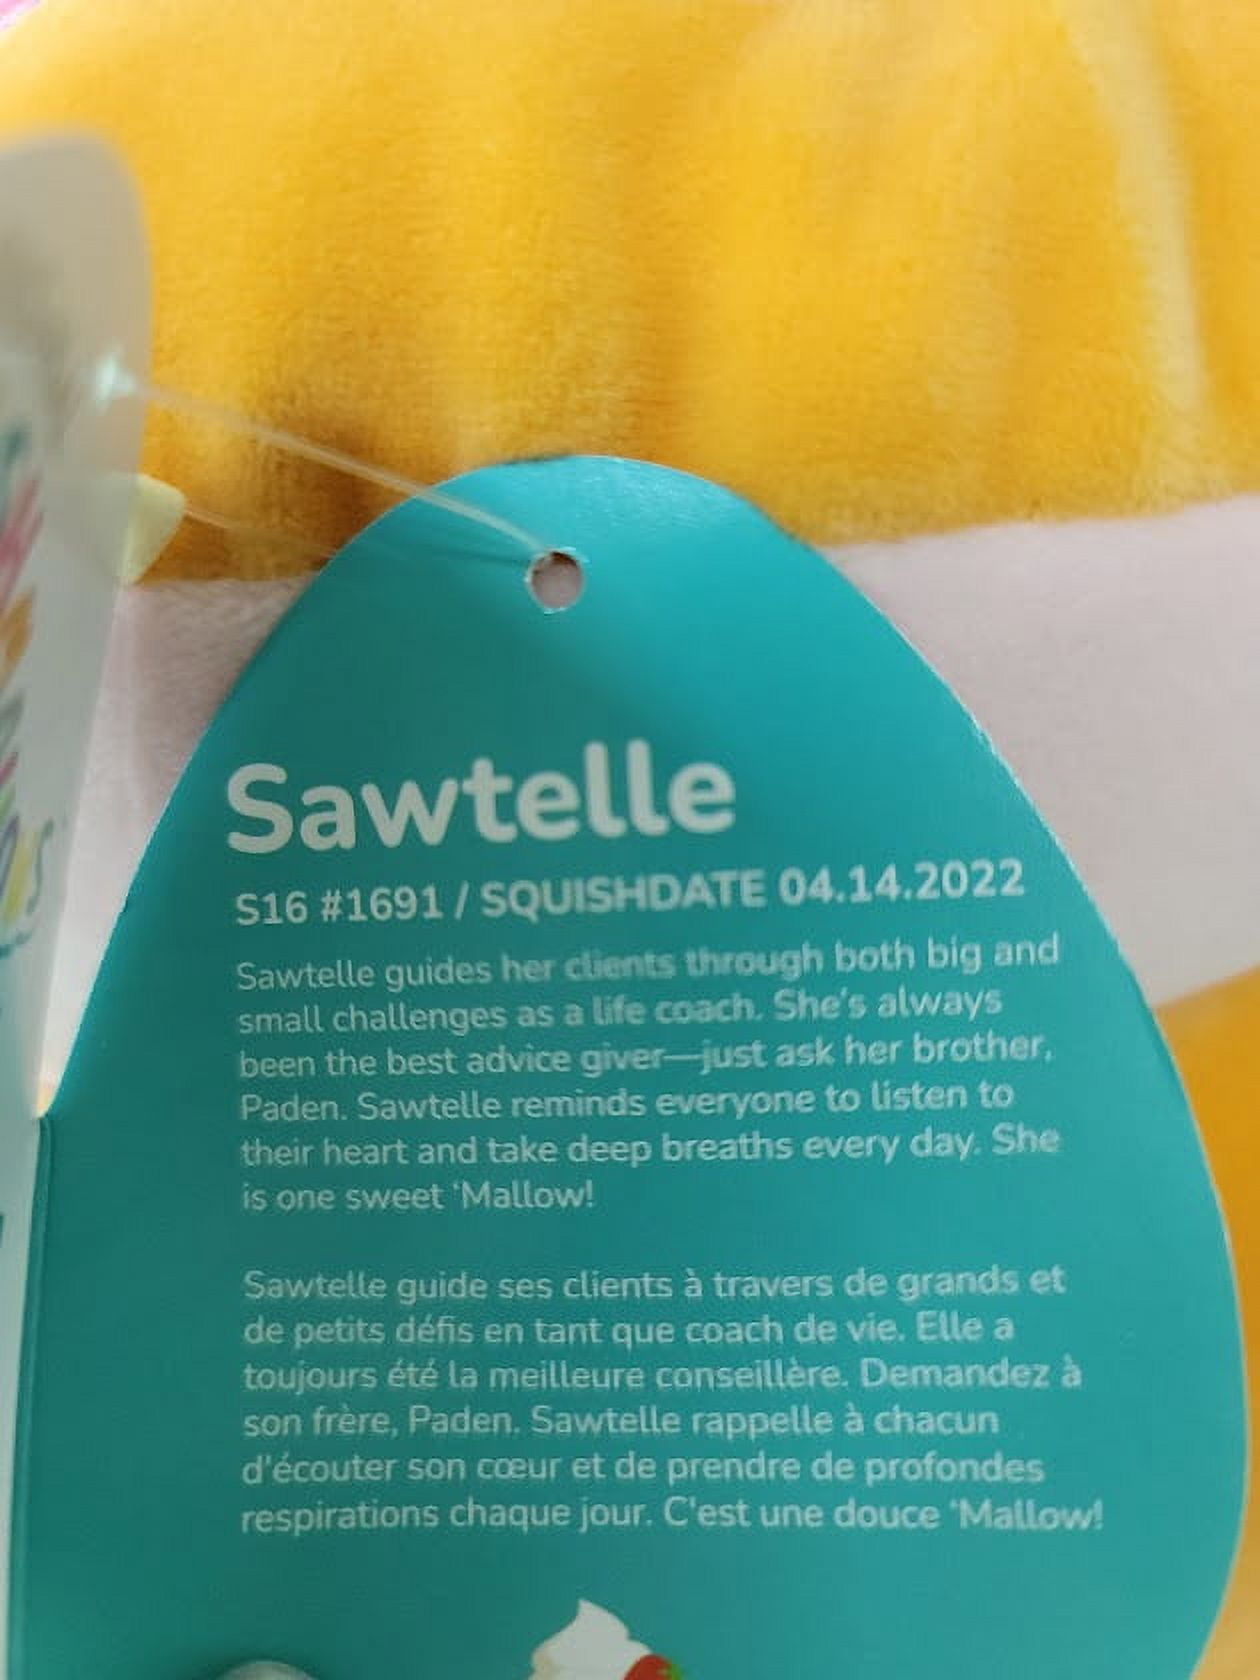 Sawtelle
S16 #1691 / SQUISHDATE 04.14.2022
Sawtelle guides her clients through both big and
small challenges as a life coach. She's always
been the best advice giver—just ask her brother,
Paden. Sawtelle reminds everyone to listen to
their heart and take deep breaths every day. She
is one sweet 'Mallow!
Sawtelle guide ses clients à travers de grands et
de petits défis en tant que coach de vie. Elle a
toujours été la meilleure conseillère. Demandez à
son frère, Paden. Sawtelle rappelle à chacun
d'écouter son cœur et de prendre de profondes
respirations chaque jour. C'est une douce 'Mallow!